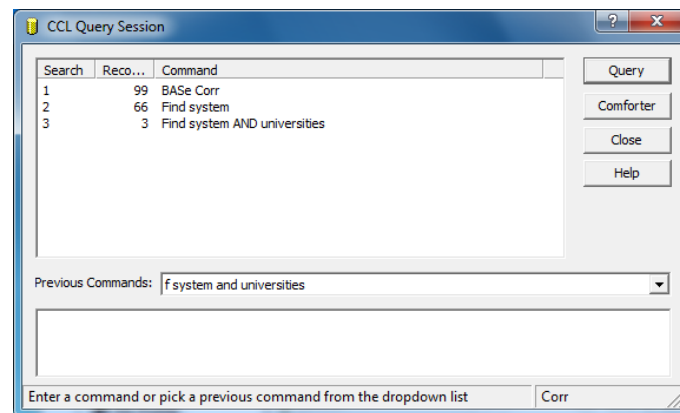 CCL Query Session
?
X
Search Reco... Command
1 99 BASe Corr
2 66 Find system
3 3 Find system AND universities
Query
Comforter
Close
Help
Previous Commands: f system and universities
Enter a command or pick a previous command from the dropdown list Corr